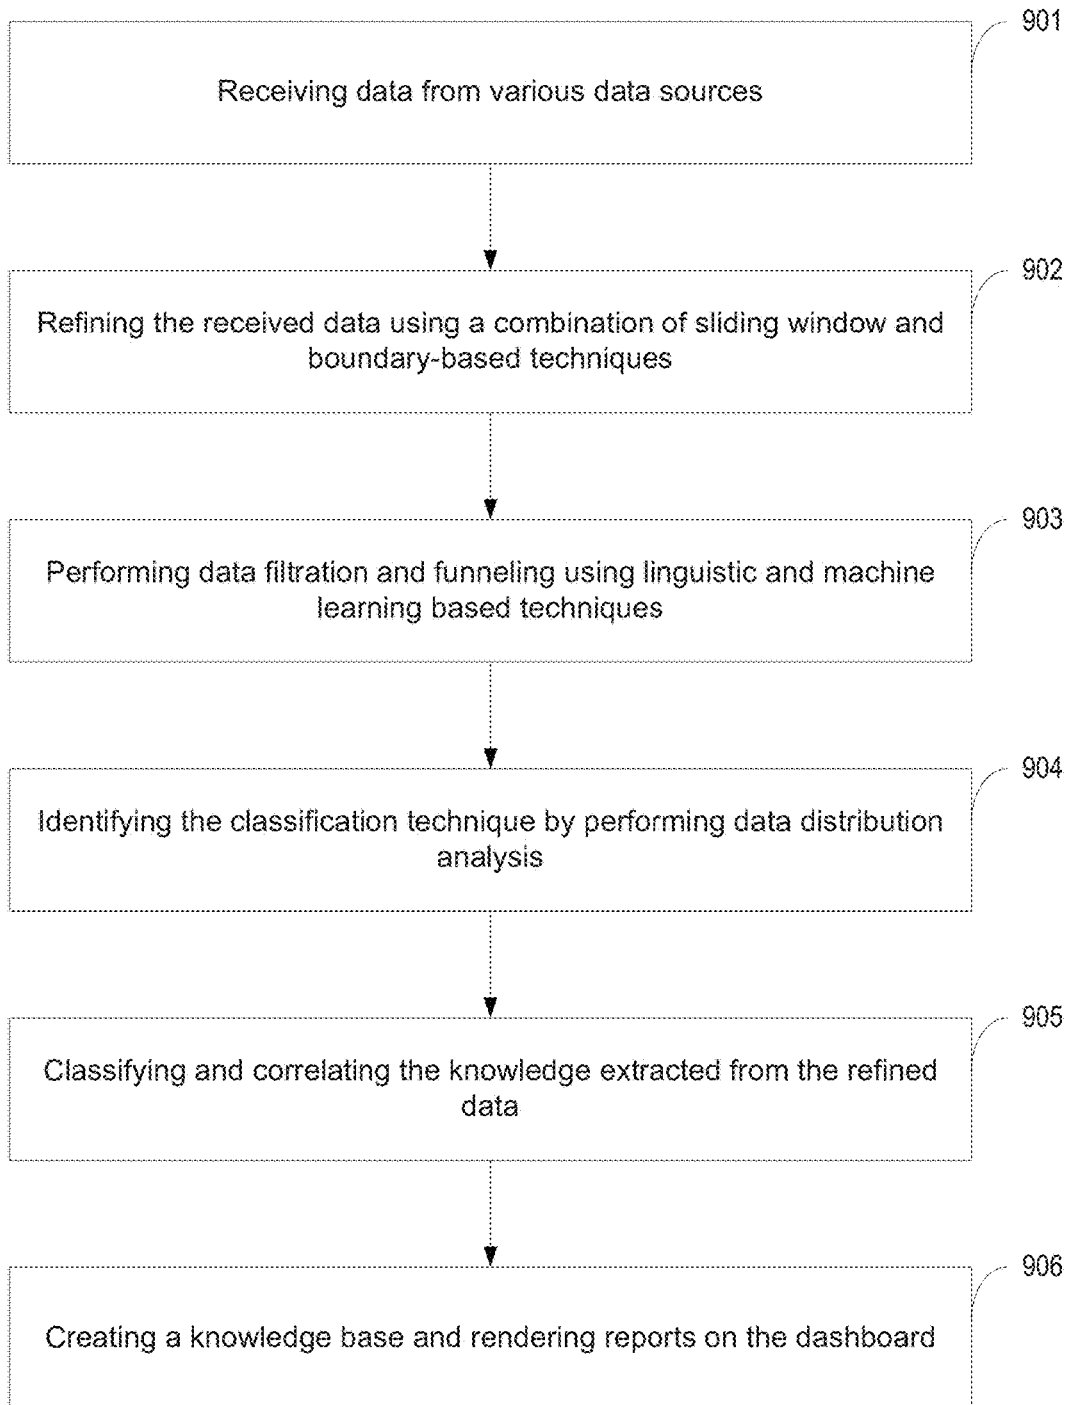 901
Receiving data from various data sources
902
Refining the received data using a combination of sliding window and
boundary-based techniques
903
Performing data filtration and funneling using linguistic and machine
learning based techniques
904
Identifying the classification technique by performing data distribution
analysis
905
Classifying and correlating the knowledge extracted from the refined
data
906
Creating a knowledge base and rendering reports on the dashboard